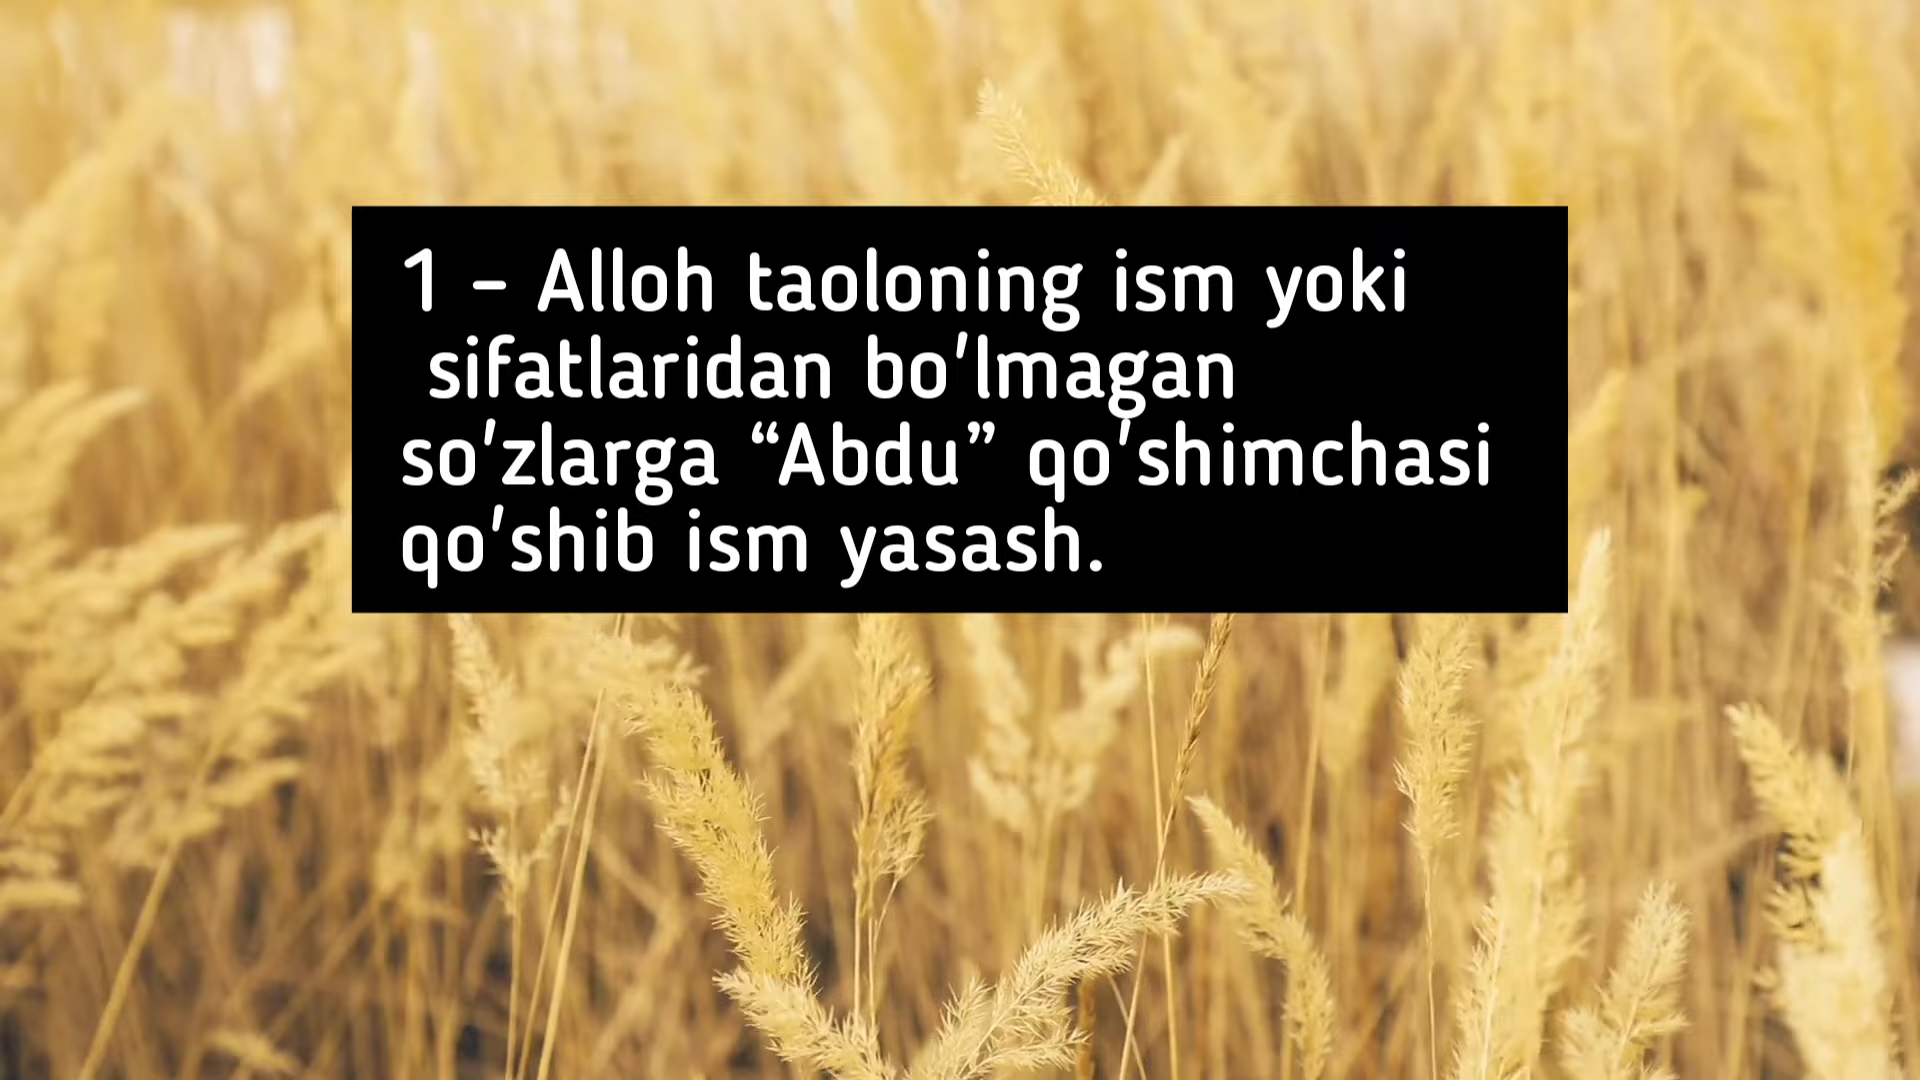 1 – Alloh taoloning ism yoki
sifatlaridan bo'lmagan
so'zlarga “Abdu” qo'shimchasi
qo'shib ism yasash.